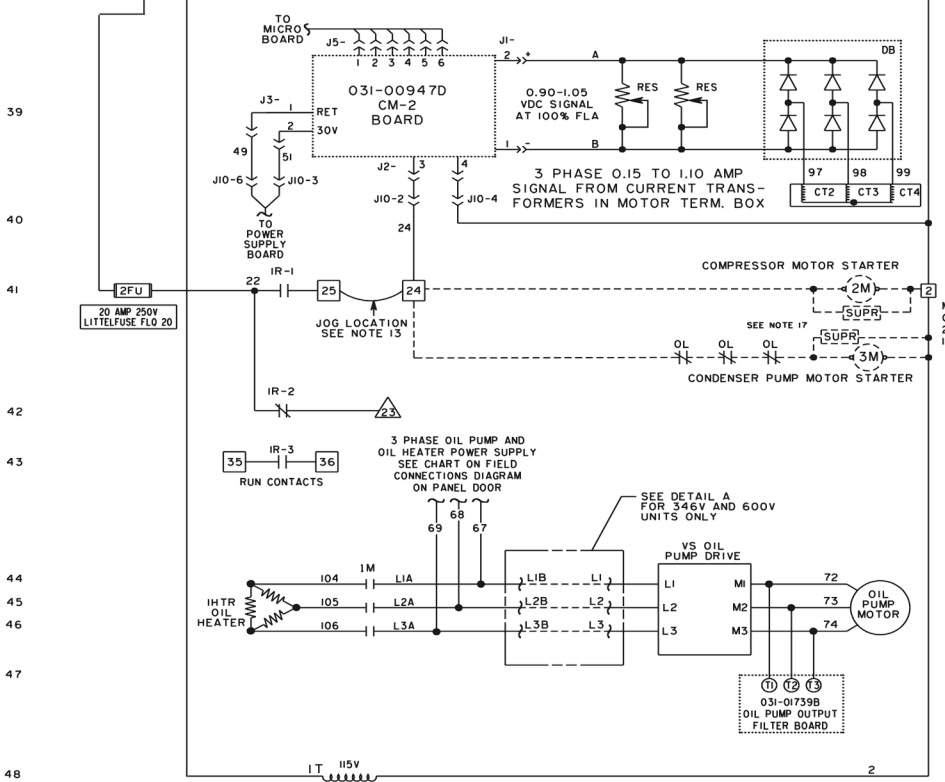 TO
MICRO
BOARD
J5-
1 2 3 4 5 6
J1-
2 +
A
DB
RES
RES
031-00947D
CM-2
BOARD
0.90-1.05
VDC SIGNAL
AT 100% FLA
39
J3-
1
RET
2
30V
49
51
1 -
B
J2-
3
4
97 98 99
3 PHASE 0.15 TO 1.10 AMP
SIGNAL FROM CURRENT TRANS-
FORMERS IN MOTOR TERM. BOX
CT2 CT3 CT4
J10-6
J10-3
J10-2
J10-4
40
TO
POWER
SUPPLY
BOARD
24
COMPRESSOR MOTOR STARTER
41
2FU
22
1R-1
25
24
2M
2
20 AMP 250V
LITTELFUSE FLQ 20
SUPR
JOG LOCATION
SEE NOTE 13
SEE NOTE 17
SUPR
OL OL OL
3M
CONDENSER PUMP MOTOR STARTER
42
1R-2
23
43
35
1R-3
36
RUN CONTACTS
3 PHASE OIL PUMP AND
OIL HEATER POWER SUPPLY
SEE CHART ON FIELD
CONNECTIONS DIAGRAM
ON PANEL DOOR
69 68 67
SEE DETAIL A
FOR 346V AND 600V
UNITS ONLY
VS OIL
PUMP DRIVE
44
104
1M
L1A
L1B
L1
L1
M1
72
45
1HTR
OIL
HEATER
105
L2A
L2B
L2
L2
M2
73
OIL
PUMP
MOTOR
46
106
L3A
L3B
L3
L3
M3
74
47
T1 T2 T3
031-01739B
OIL PUMP OUTPUT
FILTER BOARD
48
1T
115V
2